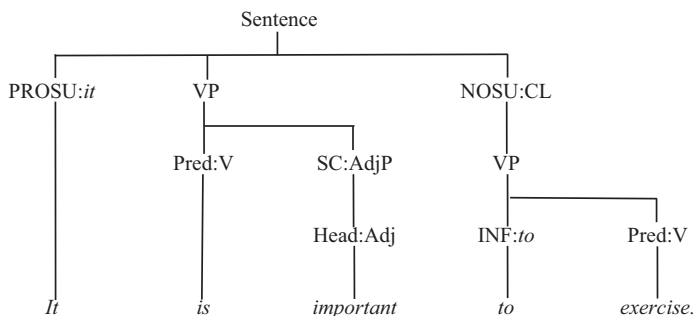 Sentence
PROSU:it VP NOSU:CL
Pred:V SC:AdjP VP
Head:Adj INF:to Pred:V
It is important to exercise.